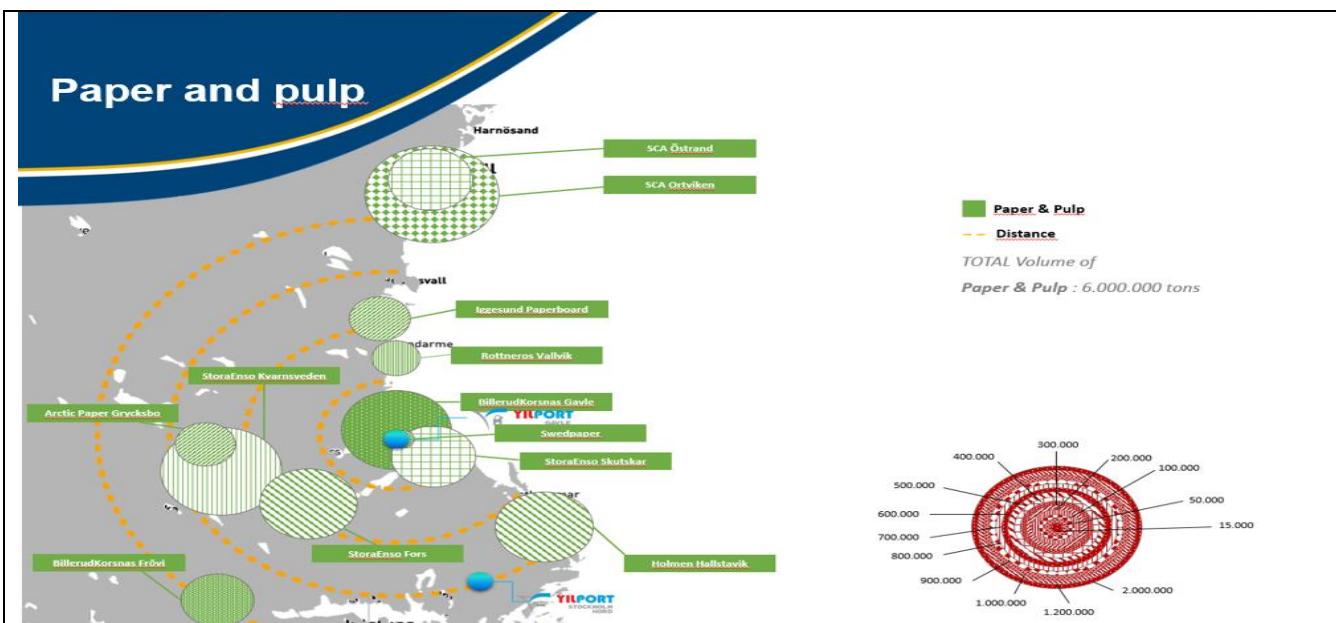 Paper and pulp
Harnösand
SCA Östrand
SCA Ortviken
Paper & Pulp
Distance
TOTAL Volume of
Paper & Pulp : 6.000.000 tons
svall
Iggesund Paperboard
ndarme
Rottneros Vallvik
StoraEnso Kvarnsveden
BillerudKorsnas Gavle
Arctic Paper Grycksbo
YILPORT
GAVLE
Swedpaper
StoraEnso Skutskar
StoraEnso Fors
Holmen Hallstavik
BillerudKorsnas Frövi
YILPORT
STOCKHOLM
NORD
300.000
400.000
200.000
100.000
500.000
50.000
600.000
15.000
700.000
800.000
900.000
2.000.000
1.000.000
1.200.000